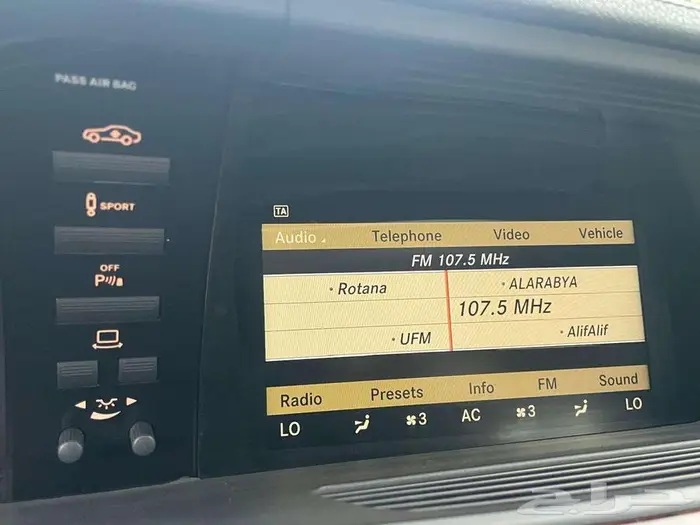 PASS AIR BAG
SPORT
OFF
P
TA
Audio Telephone Video Vehicle
FM 107.5 MHz
· Rotana · ALARABYA
107.5 MHz
· UFM · AlifAlif
Radio Presets Info FM Sound
LO 3 AC 3 LO
حراج